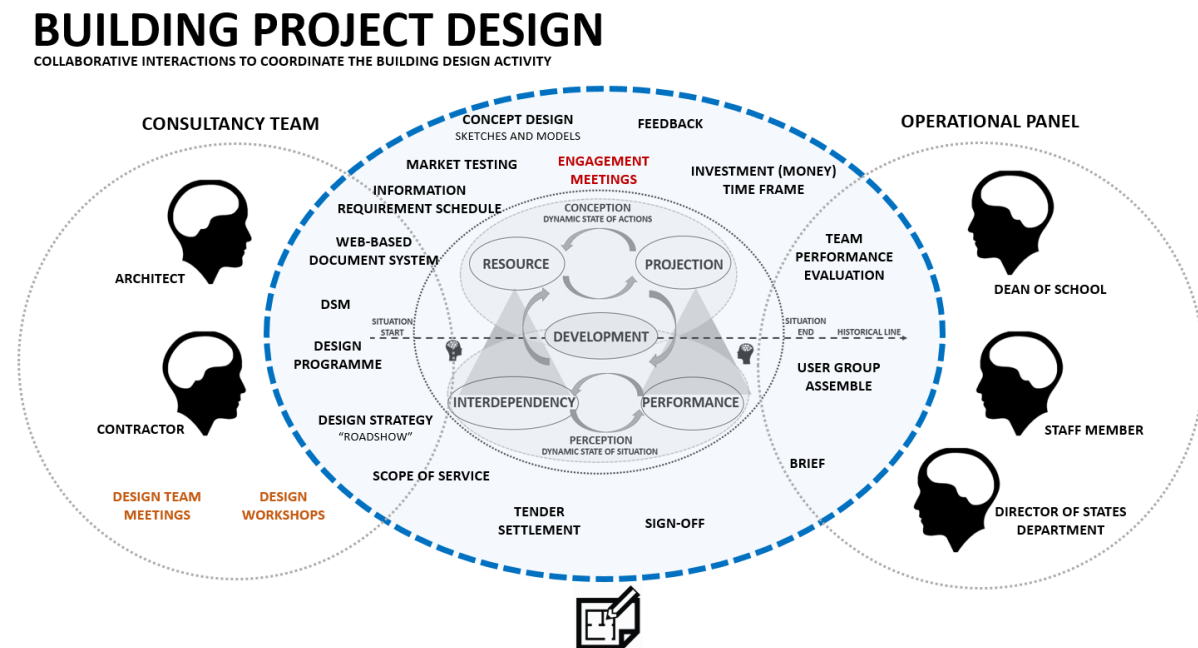 BUILDING PROJECT DESIGN
COLLABORATIVE INTERACTIONS TO COORDINATE THE BUILDING DESIGN ACTIVITY
CONSULTANCY TEAM
ARCHITECT
CONTRACTOR
DESIGN TEAM
MEETINGS
DESIGN
WORKSHOPS
CONCEPT DESIGN
SKETCHES AND MODELS
FEEDBACK
MARKET TESTING
ENGAGEMENT
MEETINGS
INVESTMENT (MONEY)
TIME FRAME
INFORMATION
REQUIREMENT SCHEDULE
WEB-BASED
DOCUMENT SYSTEM
DSM
DESIGN
PROGRAMME
DESIGN STRATEGY
“ROADSHOW”
SCOPE OF SERVICE
TENDER
SETTLEMENT
SIGN-OFF
CONCEPTION
DYNAMIC STATE OF ACTIONS
RESOURCE
PROJECTION
SITUATION
START
DEVELOPMENT
SITUATION
END
HISTORICAL LINE
INTERDEPENDENCY
PERFORMANCE
PERCEPTION
DYNAMIC STATE OF SITUATION
TEAM
PERFORMANCE
EVALUATION
USER GROUP
ASSEMBLE
BRIEF
OPERATIONAL PANEL
DEAN OF SCHOOL
STAFF MEMBER
DIRECTOR OF STATES
DEPARTMENT